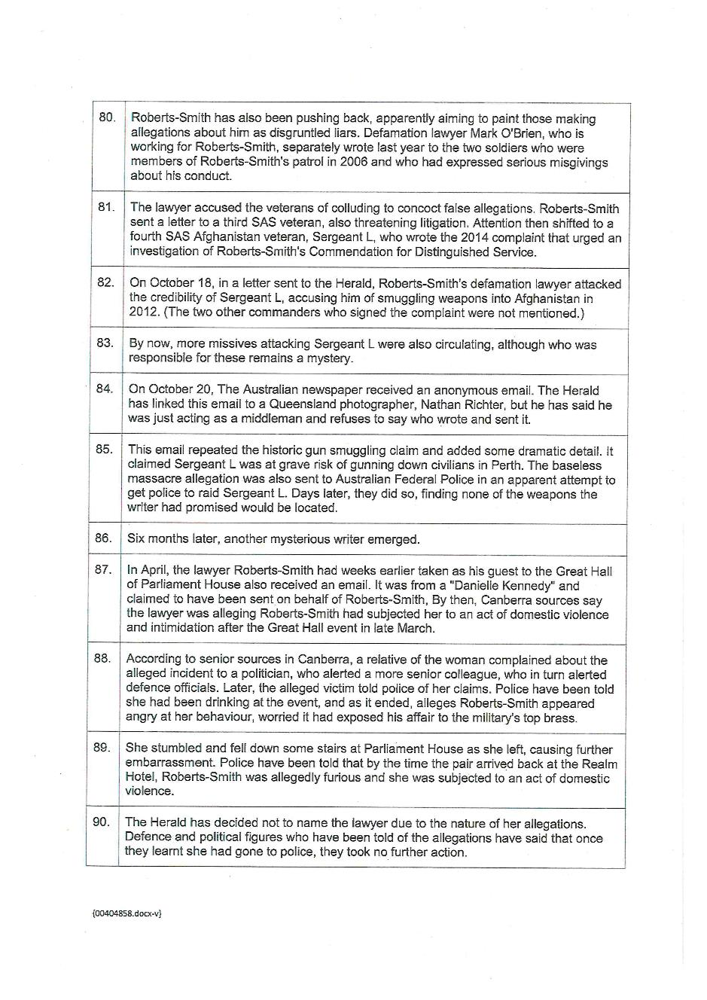 80. Roberts-Smith has also been pushing back, apparently aiming to paint those making
allegations about him as disgruntled liars. Defamation lawyer Mark O'Brien, who is
working for Roberts-Smith, separately wrote last year to the two soldiers who were
members of Roberts-Smith's patrol in 2006 and who had expressed serious misgivings
about his conduct.
81. The lawyer accused the veterans of colluding to concoct false allegations. Roberts-Smith
sent a letter to a third SAS veteran, also threatening litigation. Attention then shifted to a
fourth SAS Afghanistan veteran, Sergeant L, who wrote the 2014 complaint that urged an
investigation of Roberts-Smith's Commendation for Distinguished Service.
82. On October 18, in a letter sent to the Herald, Roberts-Smith's defamation lawyer attacked
the credibility of Sergeant L, accusing him of smuggling weapons into Afghanistan in
2012. (The two other commanders who signed the complaint were not mentioned.)
83. By now, more missives attacking Sergeant L were also circulating, although who was
responsible for these remains a mystery.
84. On October 20, The Australian newspaper received an anonymous email. The Herald
has linked this email to a Queensland photographer, Nathan Richter, but he has said he
was just acting as a middleman and refuses to say who wrote and sent it.
85. This email repeated the historic gun smuggling claim and added some dramatic detail. It
claimed Sergeant L was at grave risk of gunning down civilians in Perth. The baseless
massacre allegation was also sent to Australian Federal Police in an apparent attempt to
get police to raid Sergeant L. Days later, they did so, finding none of the weapons the
writer had promised would be located.
86. Six months later, another mysterious writer emerged.
87. In April, the lawyer Roberts-Smith had weeks earlier taken as his guest to the Great Hall
of Parliament House also received an email. It was from a "Danielle Kennedy" and
claimed to have been sent on behalf of Roberts-Smith, By then, Canberra sources say
the lawyer was alleging Roberts-Smith had subjected her to an act of domestic violence
and intimidation after the Great Hall event in late March.
88. According to senior sources in Canberra, a relative of the woman complained about the
alleged incident to a politician, who alerted a more senior colleague, who in turn alerted
defence officials. Later, the alleged victim told police of her claims. Police have been told
she had been drinking at the event, and as it ended, alleges Roberts-Smith appeared
angry at her behaviour, worried it had exposed his affair to the military's top brass.
89. She stumbled and fell down some stairs at Parliament House as she left, causing further
embarrassment. Police have been told that by the time the pair arrived back at the Realm
Hotel, Roberts-Smith was allegedly furious and she was subjected to an act of domestic
violence.
90. The Herald has decided not to name the lawyer due to the nature of her allegations.
Defence and political figures who have been told of the allegations have said that once
they learnt she had gone to police, they took no further action.
{00404858.docx-v}